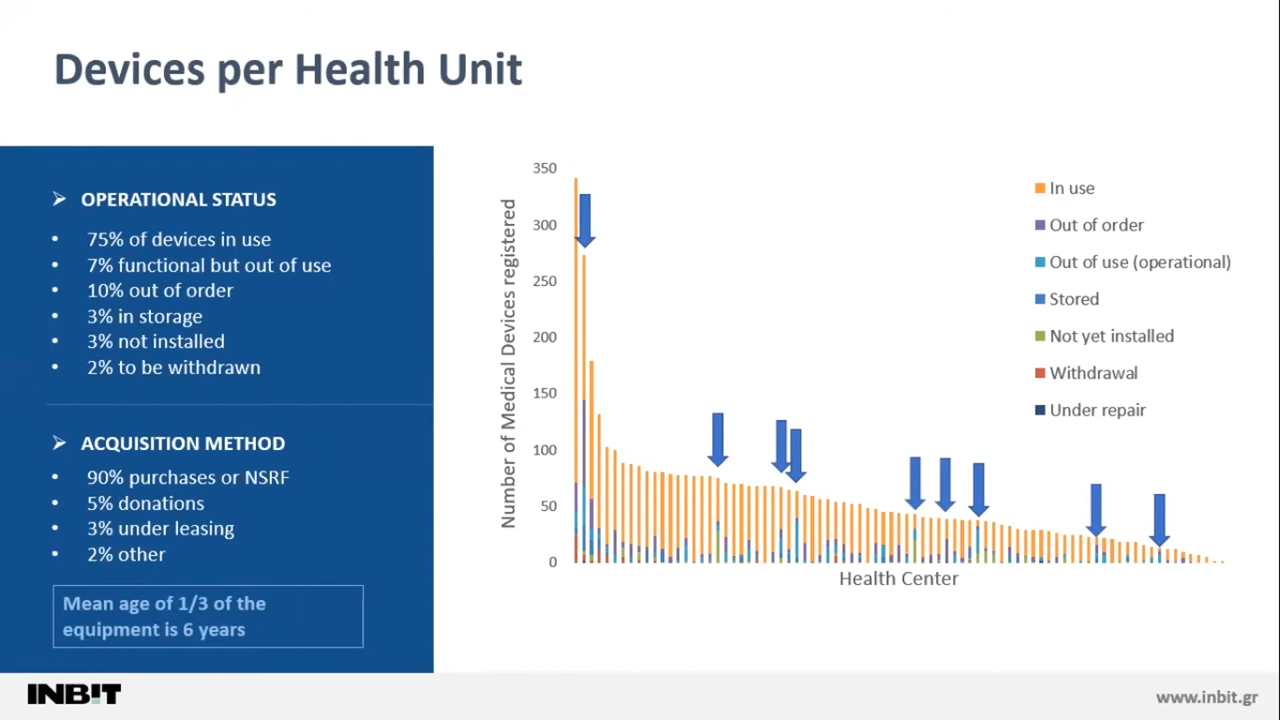 Devices per Health Unit
OPERATIONAL STATUS
• 75% of devices in use
• 7% functional but out of use
• 10% out of order
• 3% in storage
• 3% not installed
• 2% to be withdrawn
ACQUISITION METHOD
• 90% purchases or NSRF
• 5% donations
• 3% under leasing
• 2% other
Mean age of 1/3 of the
equipment is 6 years
Number of Medical Devices registered
350
300
250
200
150
100
50
0
Health Center
In use
Out of order
Out of use (operational)
Stored
Not yet installed
Withdrawal
Under repair
INBIT
www.inbit.gr